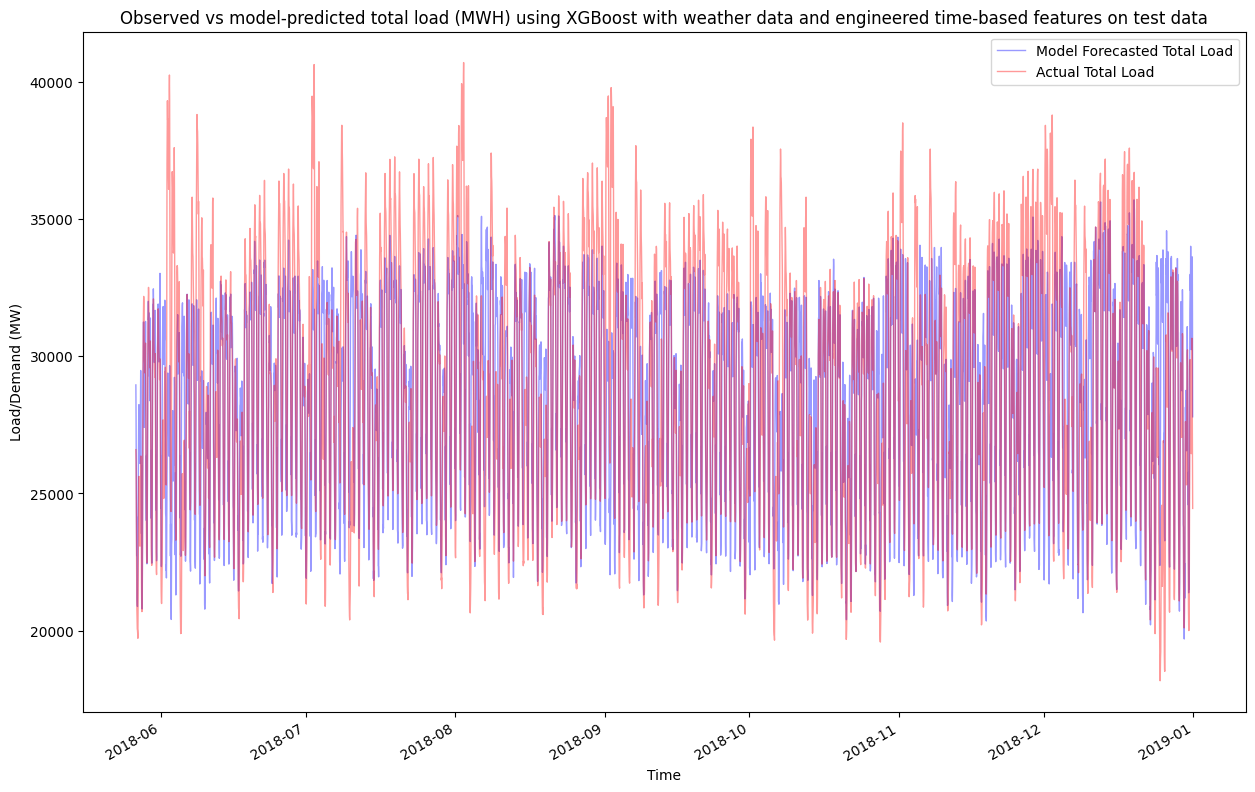 Observed vs model-predicted total load (MWH) using XGBoost with weather data and engineered time-based features on test data
Model Forecasted Total Load
Actual Total Load
40000
35000
30000
25000
20000
Load/Demand (MW)
2018-06
2018-07
2018-08
2018-09
2018-10
2018-11
2018-12
2019-01
Time